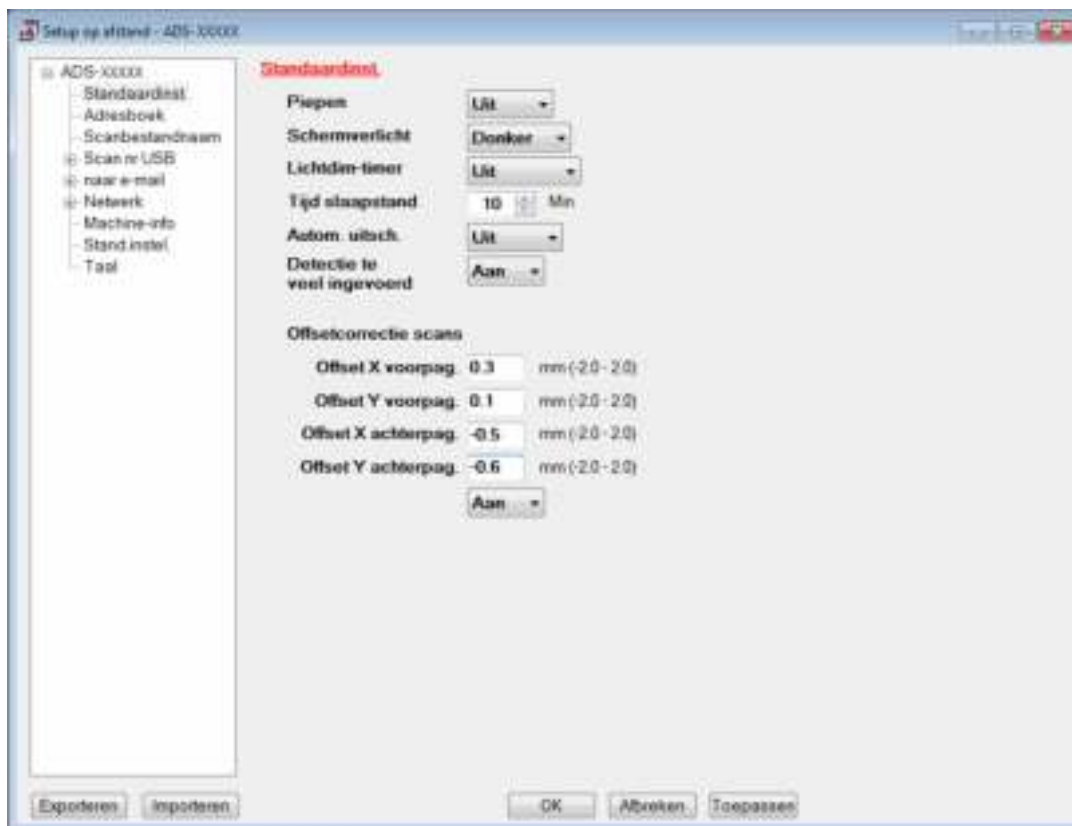 Setup op afstand - ADS-XXXXX
ADS-XXXXX
Standaardinst.
Adresboek
Scanbestandnaam
Scan nr USB
naar e-mail
Netwerk
Machine-info
Stand.instel.
Taal
Standaardinst.
Piepen Uit
Schermverlicht Donker
Lichtdim-timer Uit
Tijd slaapstand 10 Min
Autom. uitsch. Uit
Detectie te
veel ingevoerd Aan
Offsetcorrectie scans
Offset X voorpag. 0.3 mm (-2.0 - 2.0)
Offset Y voorpag. 0.1 mm (-2.0 - 2.0)
Offset X achterpag. -0.5 mm (-2.0 - 2.0)
Offset Y achterpag. -0.6 mm (-2.0 - 2.0)
Aan
Exporteren Importeren OK Afbreken Toepassen